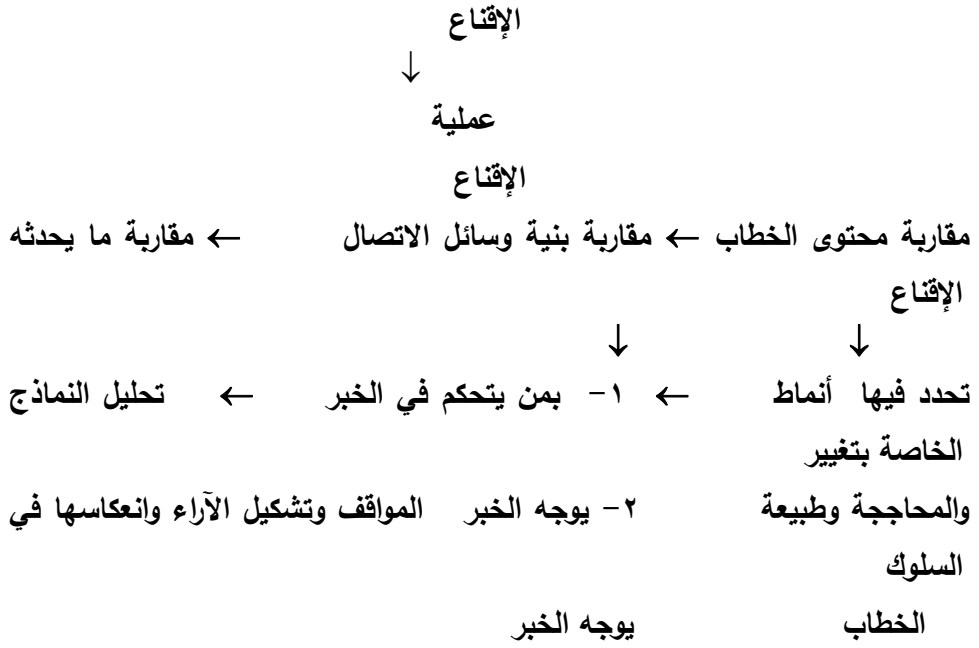 الإقناع
↓
عملية
الإقناع
مقاربة محتوى الخطاب ← مقاربة بنية وسائل الاتصال ← مقاربة ما يحدثه
الإقناع
↓ ↓
تحدد فيها أنماط ← ١- بمن يتحكم في الخبر ← تحليل النماذج
الخاصة بتغيير
والمحاججة وطبيعة ٢- يوجه الخبر المواقف وتشكيل الآراء وانعكاسها في
السلوك
الخطاب يوجه الخبر